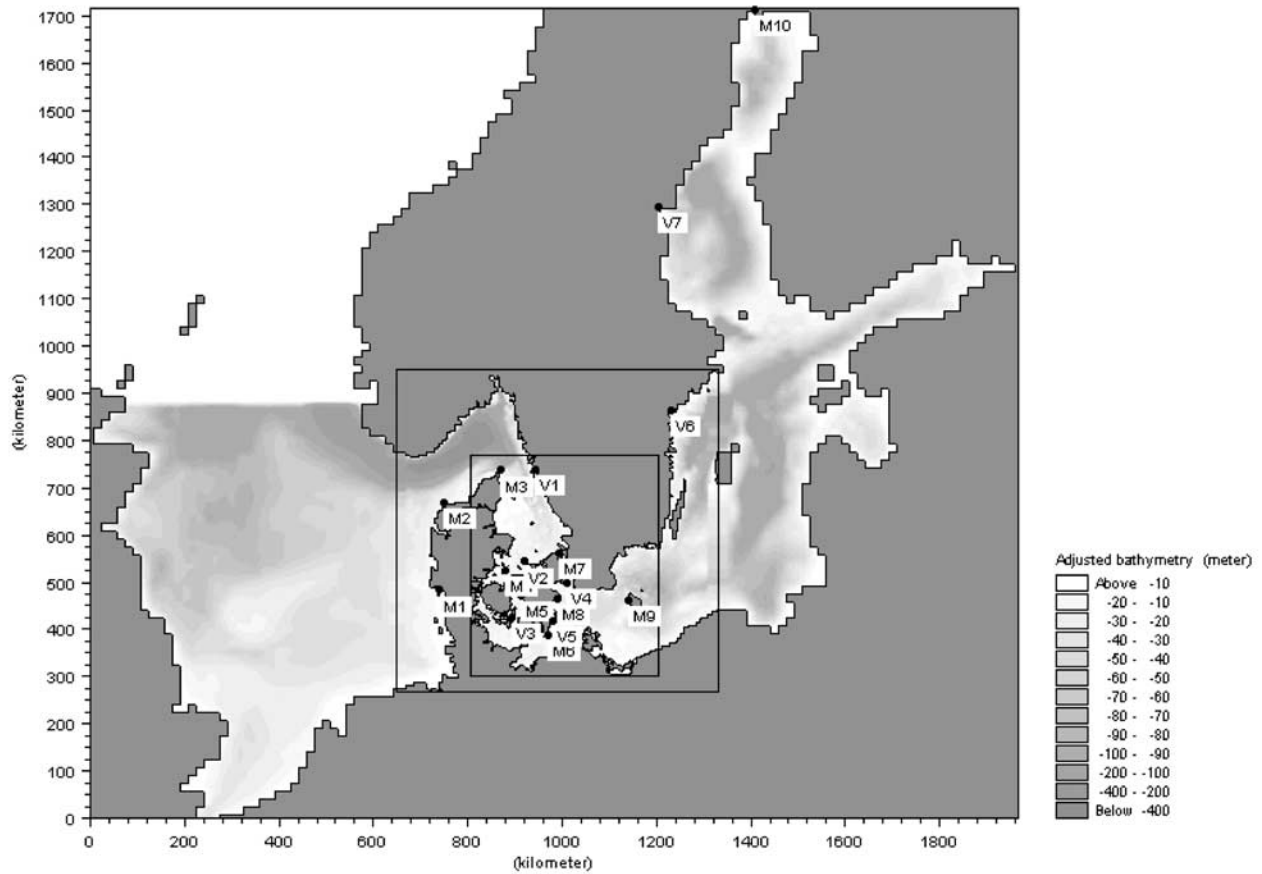 1700
1600
1500
1400
1300
1200
1100
1000
900
800
700
600
500
400
300
200
100
0
(kilometer)
0 200 400 600 800 1000 1200 1400 1600 1800
(kilometer)
M10
V7
V6
M3 V1
M2
M7
V2
M
V4
M1
M5 M8 M9
V3 V5
M6
Adjusted bathymetry (meter)
Above -10
-20 - -10
-30 - -20
-40 - -30
-50 - -40
-60 - -50
-70 - -60
-80 - -70
-90 - -80
-100 - -90
-200 - -100
-400 - -200
Below -400